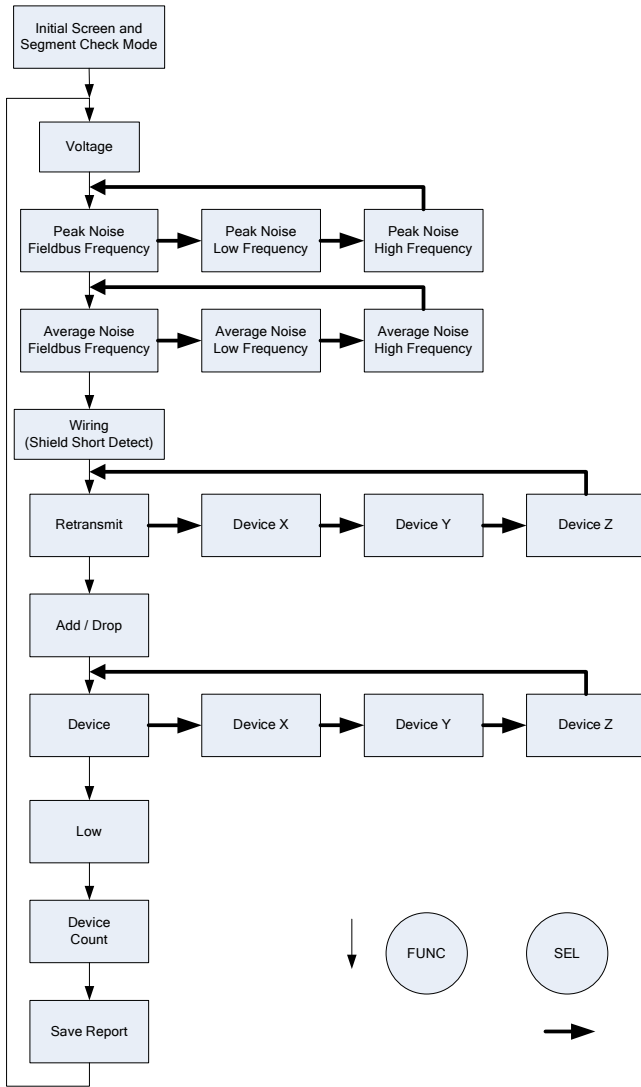 Initial Screen and
Segment Check Mode
Voltage
Peak Noise
Fieldbus Frequency
Peak Noise
Low Frequency
Peak Noise
High Frequency
Average Noise
Fieldbus Frequency
Average Noise
Low Frequency
Average Noise
High Frequency
Wiring
(Shield Short Detect)
Retransmit
Device X
Device Y
Device Z
Add / Drop
Device
Device X
Device Y
Device Z
Low
Device
Count
FUNC
SEL
Save Report